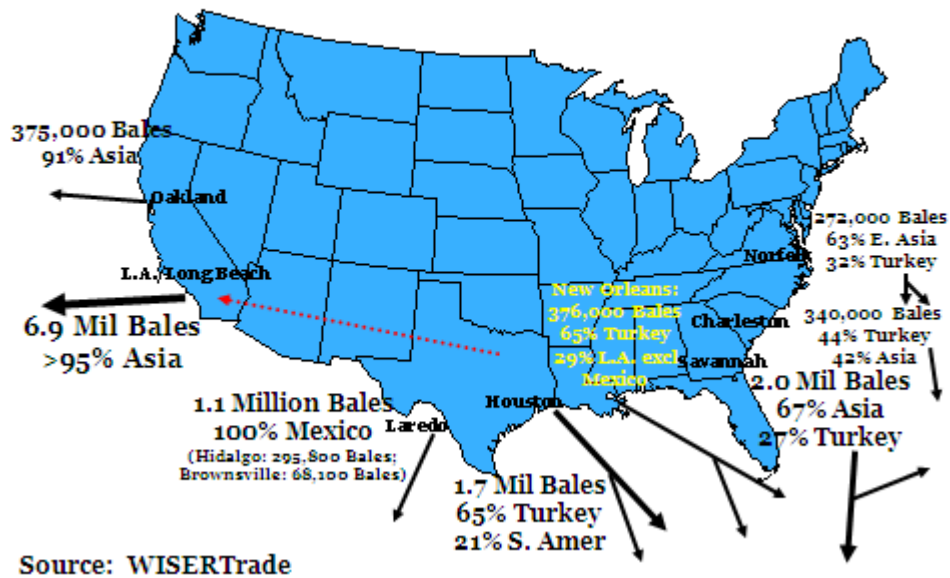 375,000 Bales
91% Asia
Oakland
L.A. Long Beach
6.9 Mil Bales
>95% Asia
1.1 Million Bales
100% Mexico
(Hidalgo: 295,800 Bales;
Brownsville: 68,100 Bales)
Laredo
Houston
1.7 Mil Bales
65% Turkey
21% S. Amer
New Orleans:
376,000 Bales
65% Turkey
29% L.A. excl
Mexico
Norfolk
272,000 Bales
63% E. Asia
32% Turkey
Charleston
340,000 Bales
44% Turkey
42% Asia
Savannah
2.0 Mil Bales
67% Asia
27% Turkey
Source: WISERTrade